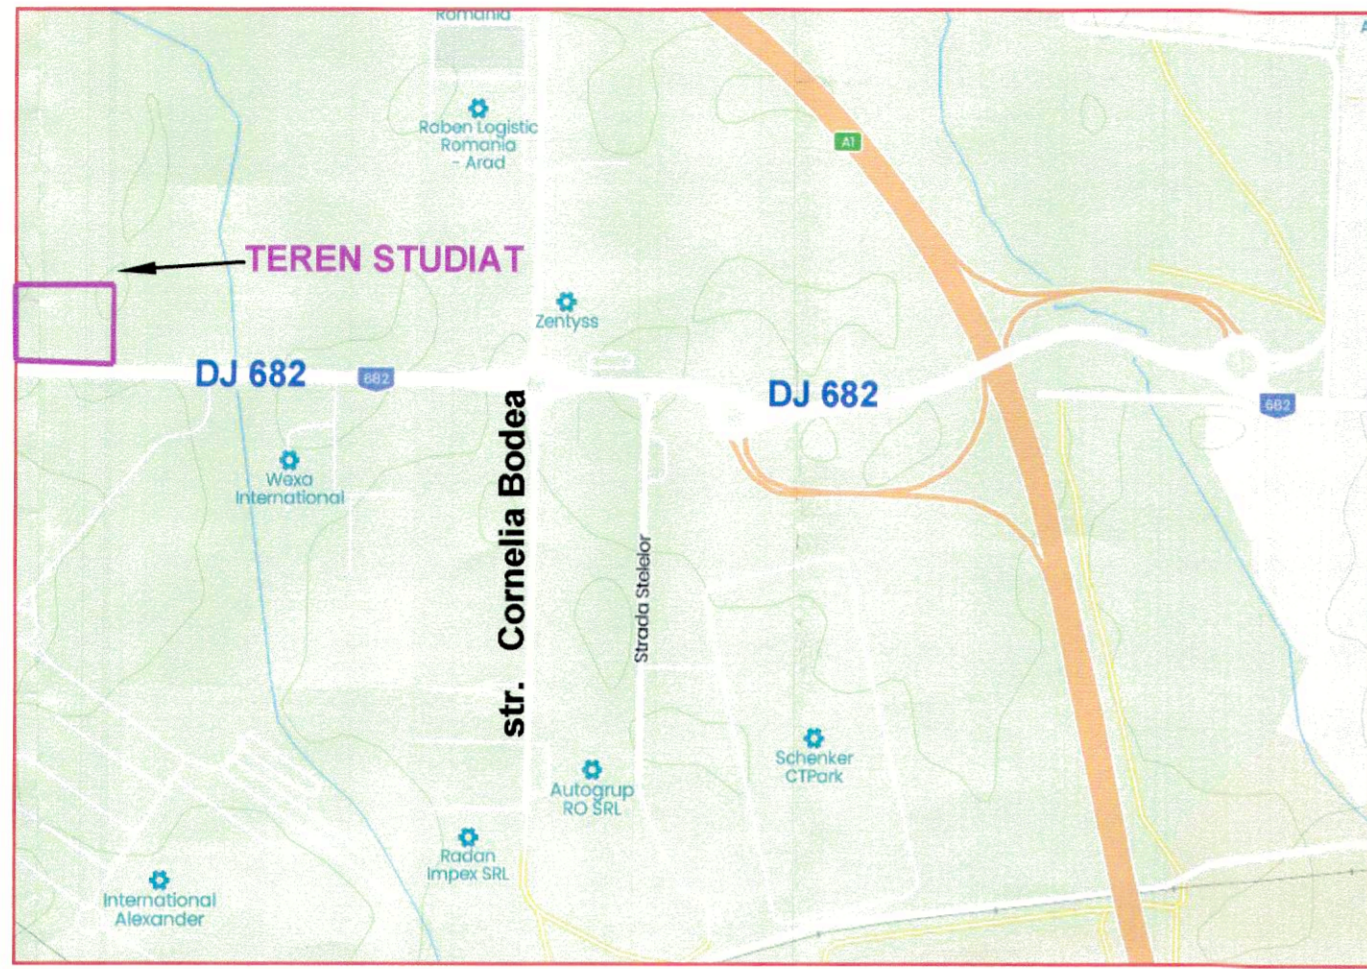 Romania
Raben Logistic
Romania
- Arad
A1
TEREN STUDIAT
Zentyss
DJ 682
682
DJ 682
682
Wexa
International
str. Cornelia Bodea
Strada Stelelor
Schenker
CTPark
Autogrup
RO SRL
Radan
Impex SRL
International
Alexander